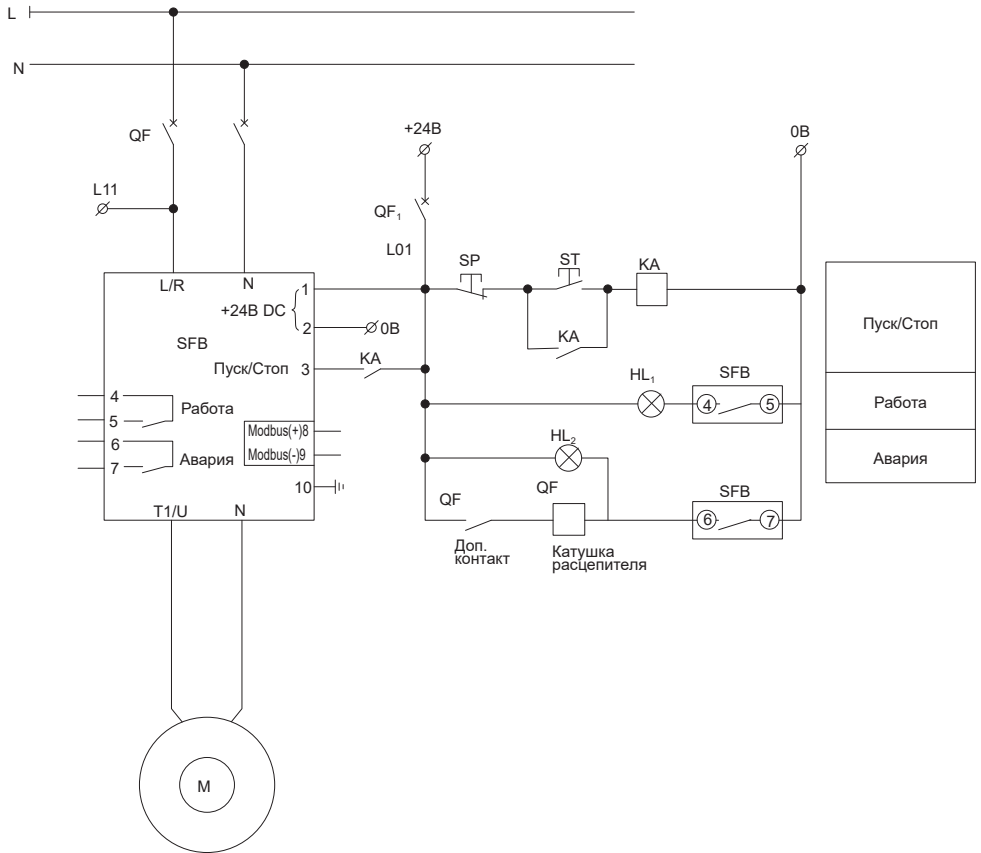 L
N
QF
+24В
0В
L11
QF₁
L01
SP
ST
KA
L/R
N
1
+24В DC
2
0В
KA
SFB
Пуск/Стоп
Пуск/Стоп 3
KA
HL₁
SFB
4
Работа
4
5
Работа
5
6
Modbus(+)8
HL₂
Авария
7
Авария
Modbus(-)9
SFB
10
QF
QF
6
7
T1/U
N
Доп.
контакт
Катушка
расцепителя
M